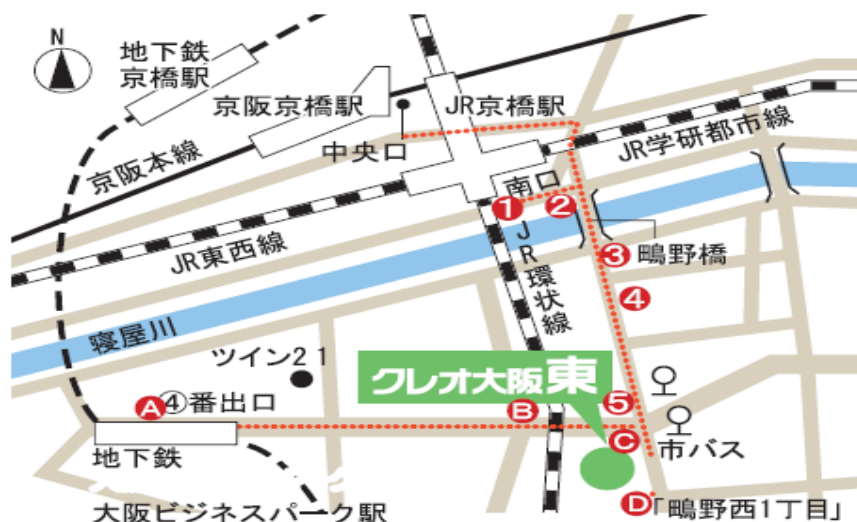 N
地下鉄
京橋駅
京阪京橋駅
JR京橋駅
中央口
京阪本線
JR学研都市線
南口
1
2
JR東西線
JR環状線
3
鴫野橋
4
寝屋川
ツイン21
クレオ大阪東
A
④番出口
B
5
C
地下鉄
市バス
大阪ビジネスパーク駅
D
「鴫野西1丁目」